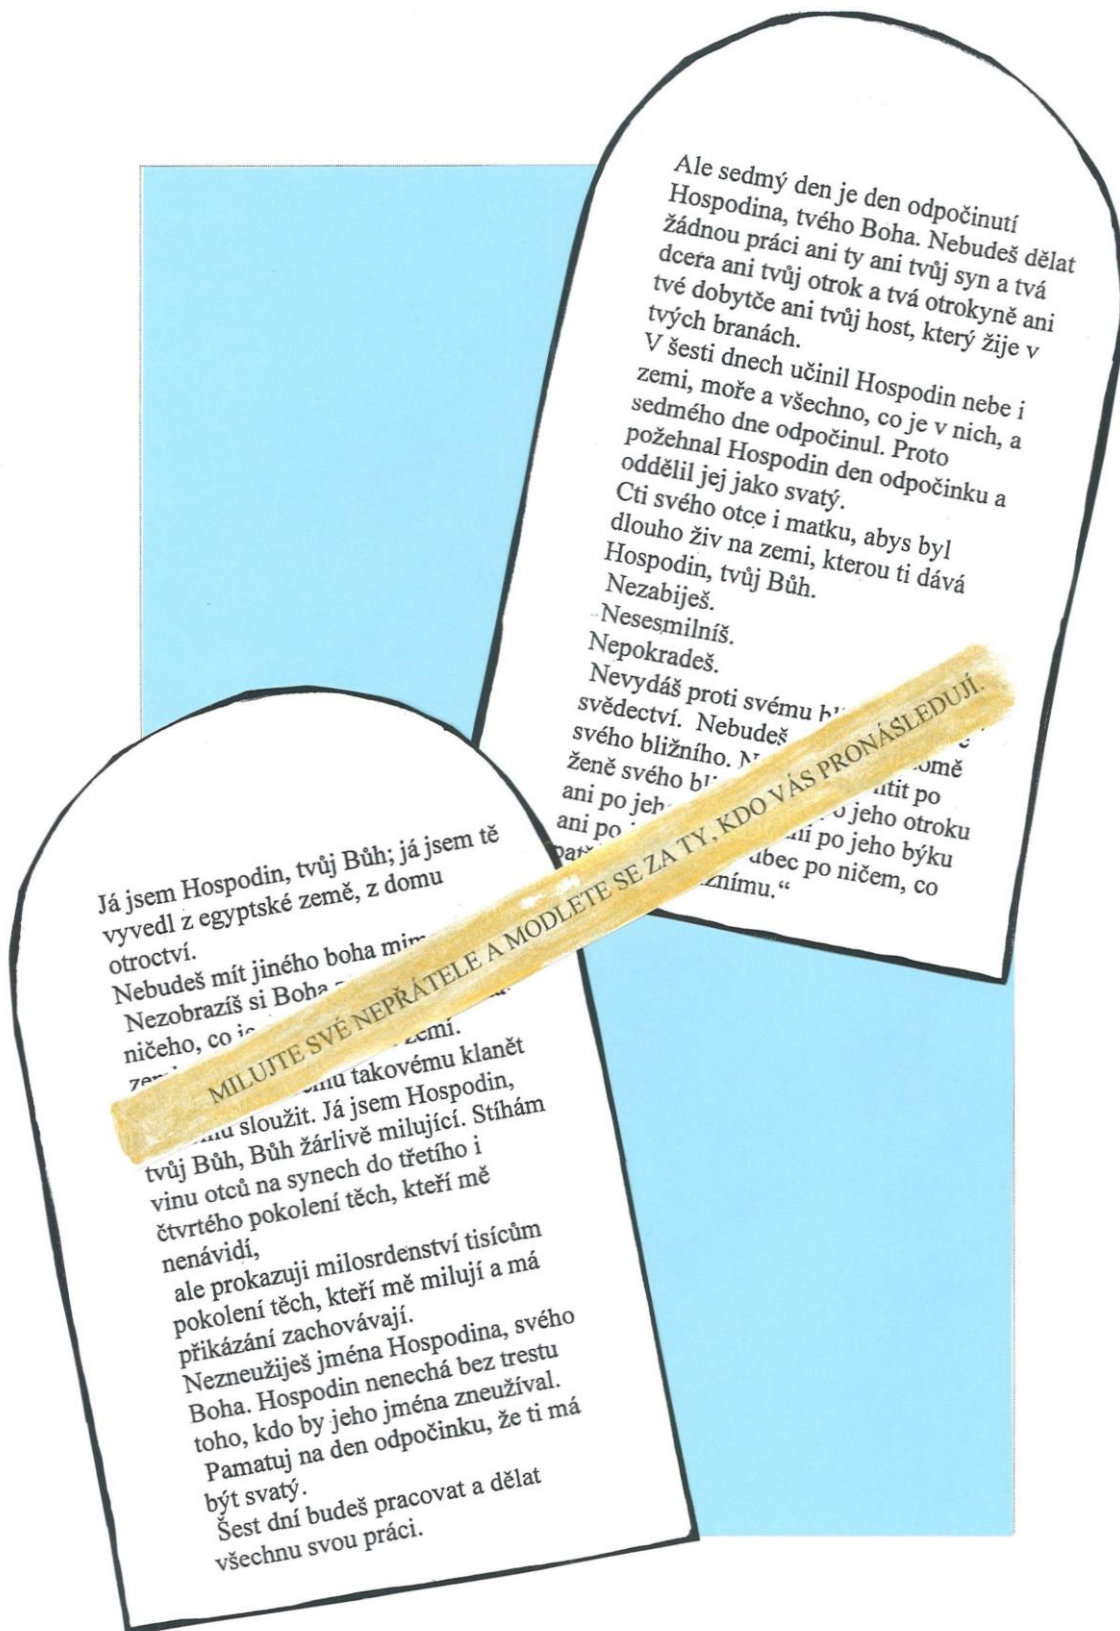 Já jsem Hospodin, tvůj Bůh; já jsem tě
vyvedl z egyptské země, z domu
otroctví.
Nebudeš mít jiného boha
Nezobrazíš si Boha
ničeho, co
zemi.
takovému klanět
sloužit. Já jsem Hospodin,
tvůj Bůh, Bůh žárlivě milující. Stíhám
vinu otců na synech do třetího i
čtvrtého pokolení těch, kteří mě
nenávidí,
ale prokazuji milosrdenství tisícům
pokolení těch, kteří mě milují a má
přikázání zachovávají.
Nezneužiješ jména Hospodina, svého
Boha. Hospodin nenechá bez trestu
toho, kdo by jeho jména zneužíval.
Pamatuj na den odpočinku, že ti má
být svatý.
Šest dní budeš pracovat a dělat
všechnu svou práci.
Ale sedmý den je den odpočinutí
Hospodina, tvého Boha. Nebudeš dělat
žádnou práci ani ty ani tvůj syn a tvá
dcera ani tvůj otrok a tvá otrokyně ani
tvé dobytče ani tvůj host, který žije v
tvých branách.
V šesti dnech učinil Hospodin nebe i
zemi, moře a všechno, co je v nich, a
sedmého dne odpočinul. Proto
požehnal Hospodin den odpočinku a
oddělil jej jako svatý.
Cti svého otce i matku, abys byl
dlouho živ na zemi, kterou ti dává
Hospodin, tvůj Bůh.
Nezabiješ.
Nesesmilníš.
Nepokradeš.
Nevydáš proti svému
svědectví. Nebudeš
svého bližního.
ženě svého po
ani po jeho otroku
ani po po jeho býku
po ničem, co
MILUJTE SVÉ NEPŘÁTELE A MODLETE SE ZA TY, KDO VÁS PRONÁSLEDUJÍ.